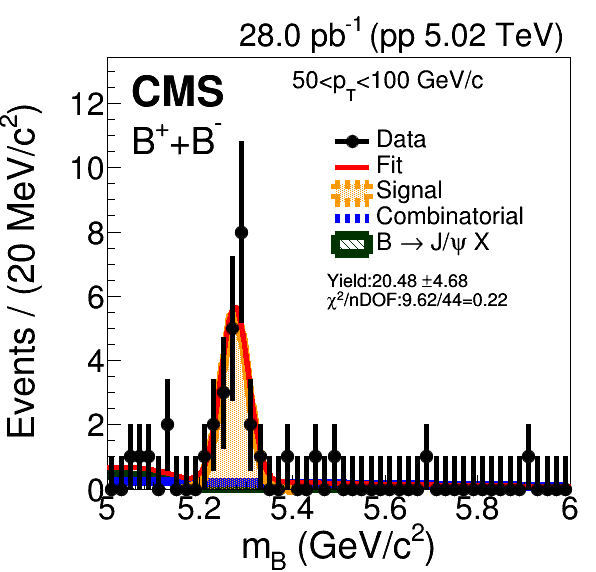 28.0 pb⁻¹ (pp 5.02 TeV)
CMS
50<p_T<100 GeV/c
B⁺+B⁻
Data
Fit
Signal
Combinatorial
B → J/ψ X
Yield:20.48 ±4.68
χ²/nDOF:9.62/44=0.22
Events / (20 MeV/c²)
12
10
8
6
4
2
0
5 5.2 5.4 5.6 5.8 6
m_B (GeV/c²)